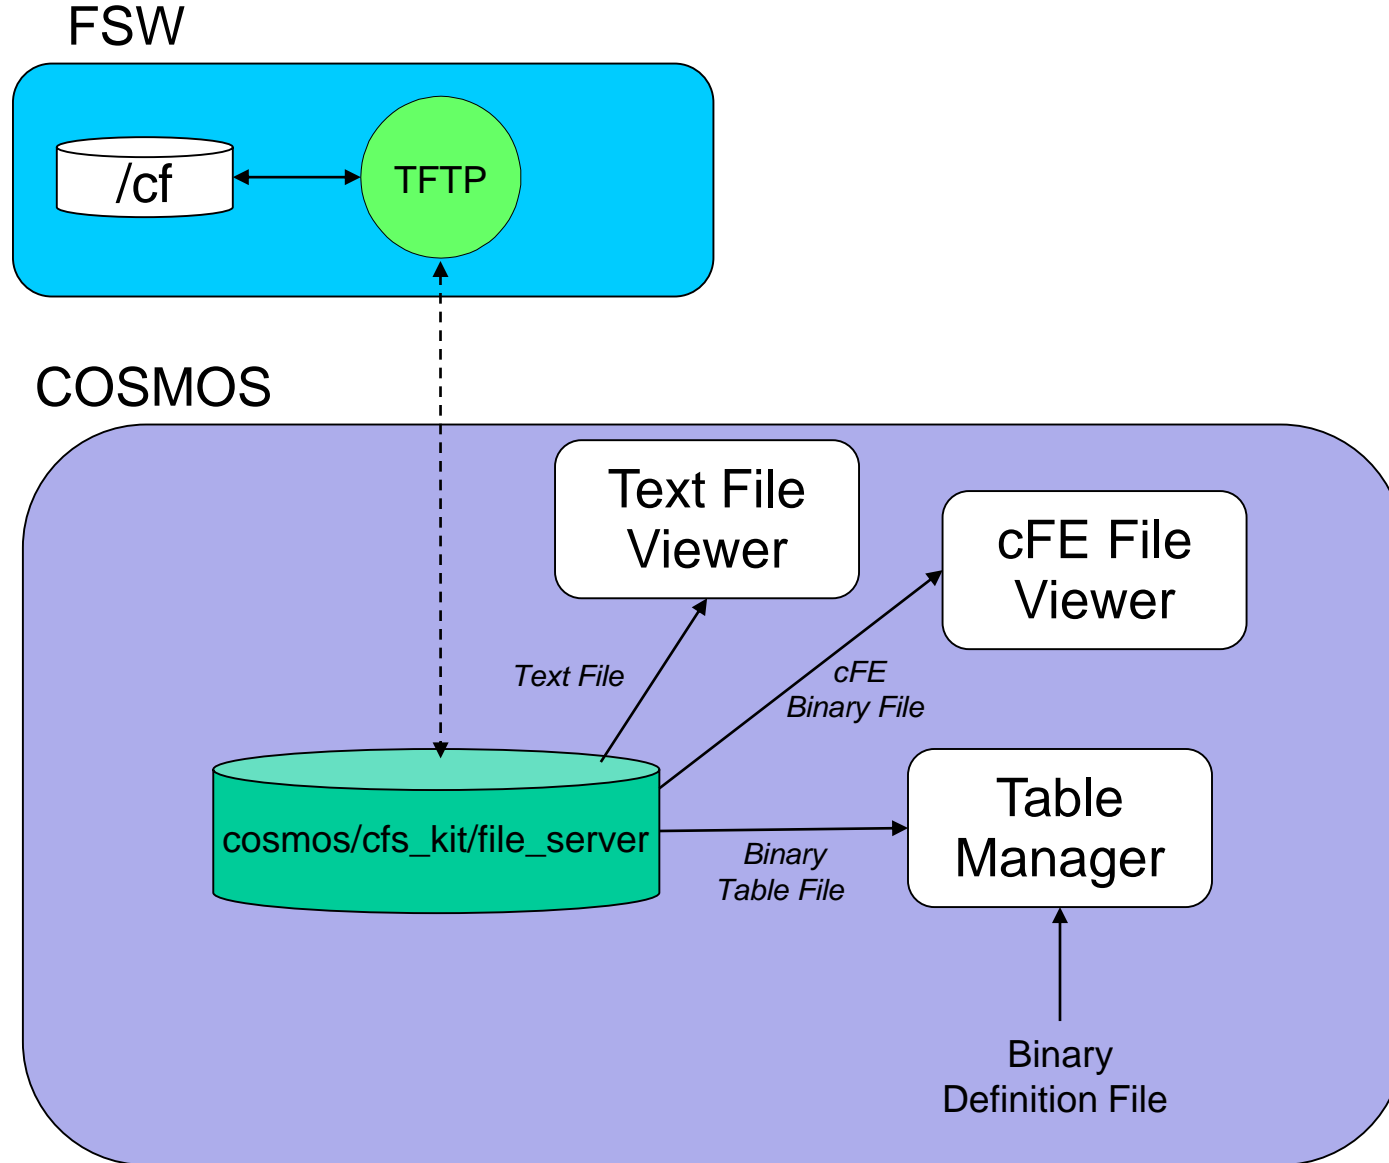 FSW
/cf
TFTP
COSMOS
Text File
Viewer
cFE File
Viewer
Text File
cFE
Binary File
cosmos/cfs_kit/file_server
Binary
Table File
Table
Manager
Binary
Definition File